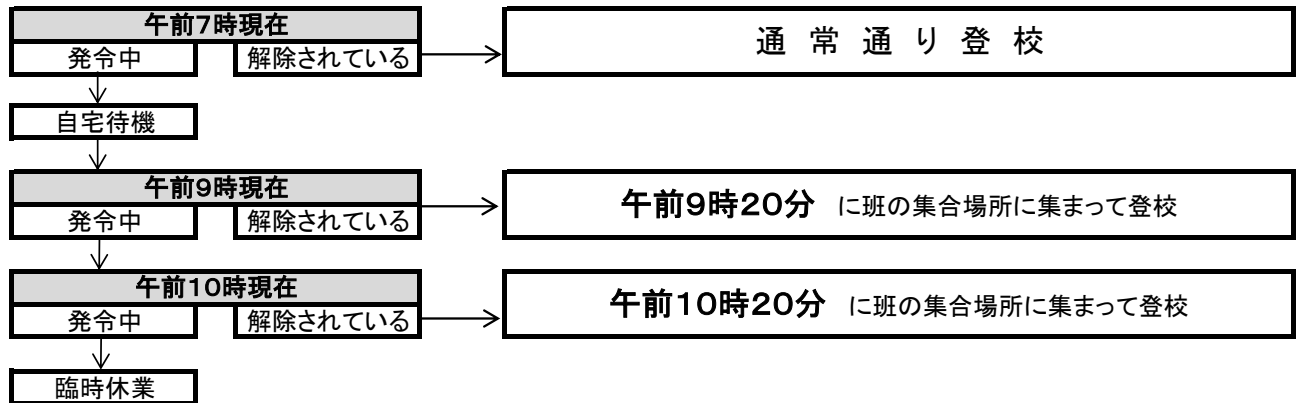 午前7時現在
発令中 解除されている
通常通り登校
自宅待機
午前9時現在
発令中 解除されている
午前9時20分 に班の集合場所に集まって登校
午前10時現在
発令中 解除されている
午前10時20分 に班の集合場所に集まって登校
臨時休業